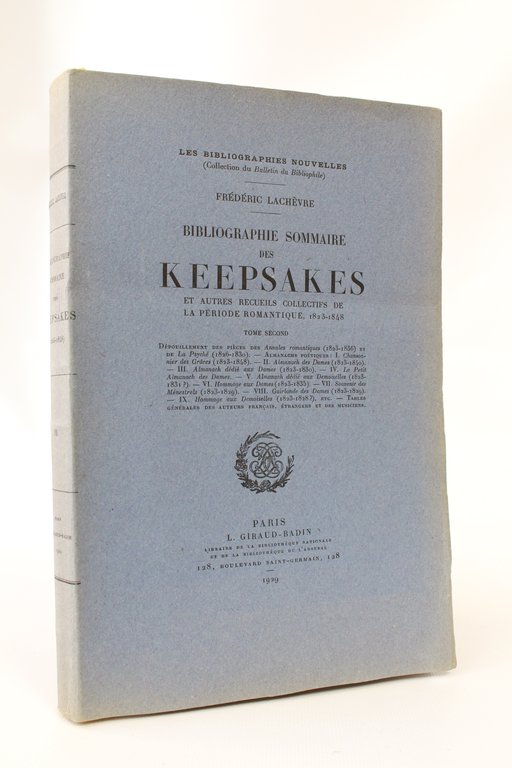 LES BIBLIOGRAPHIES NOUVELLES
(Collection du Bulletin du Bibliophile)
FRÉDÉRIC LACHÈVRE
BIBLIOGRAPHIE SOMMAIRE
DES
KEEPSAKES
ET AUTRES RECUEILS COLLECTIFS DE
LA PÉRIODE ROMANTIQUE, 1823-1848
TOME SECOND
DÉPOUILLEMENT DES PIÈCES DES Annales romantiques (1823-1836) ET
DE La Psyché (1826-1830). — ALMANACHS POÉTIQUES : I. Chanson-
nier des Grâces (1823-1848). — II. Almanach des Dames (1823-1840).
— III. Almanach dédié aux Dames (1823-1830). — IV. Le Petit
Almanach des Dames. — V. Almanach dédié aux Demoiselles (1823-
1831?). — VI. Hommage aux Dames (1823-1835). — VII. Souvenir des
Ménestrels (1823-1829). — VIII. Guirlande des Dames (1823-1829).
— IX. Hommage aux Demoiselles (1823-1828?), ETC. — TABLES
GÉNÉRALES DES AUTEURS FRANÇAIS, ÉTRANGERS ET DES MUSICIENS.
PARIS
L. GIRAUD-BADIN
LIBRAIRE DE LA BIBLIOTHÈQUE NATIONALE
ET DE LA BIBLIOTHÈQUE DE L'ARSENAL
128, BOULEVARD SAINT-GERMAIN, 128
1929